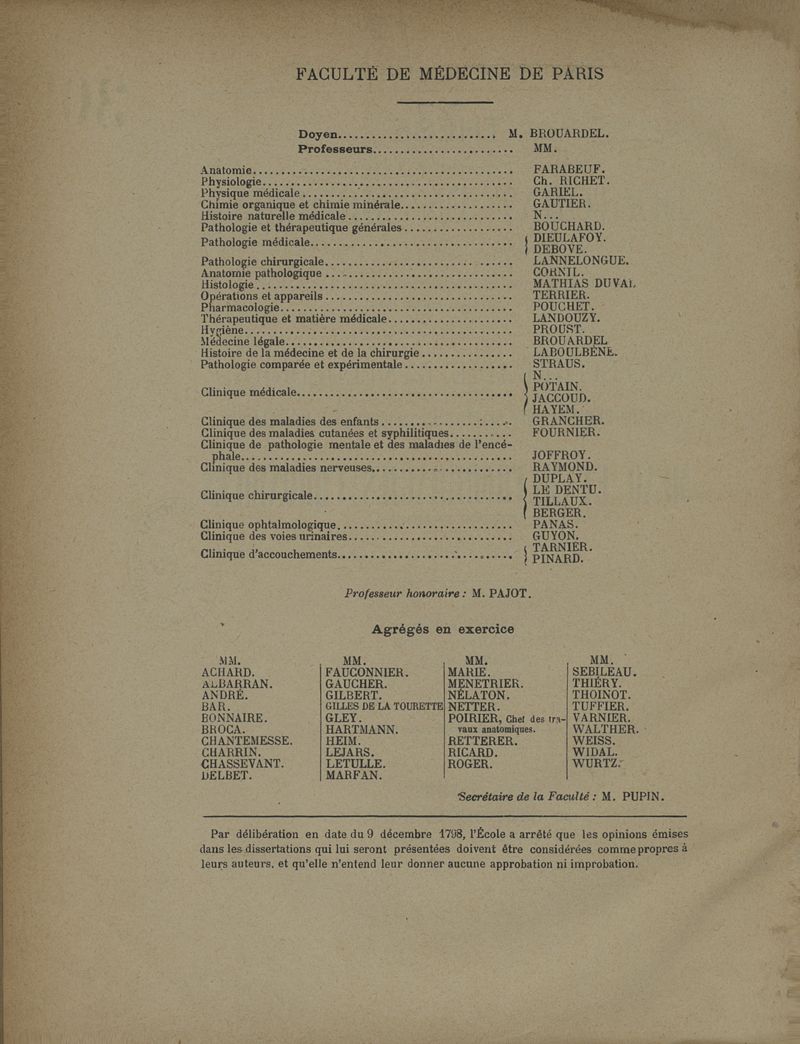 FACULTÉ DE MÉDECINE DE PARIS
Doyen........................... M. BROUARDEL.
Professeurs......................... MM.
Anatomie............................................... FARABEUF.
Physiologie............................................. Ch. RICHET.
Physique médicale...................................... GARIEL.
Chimie organique et chimie minérale.................... GAUTIER.
Histoire naturelle médicale............................. N...
Pathologie et thérapeutique générales................... BOUCHARD.
Pathologie médicale.................................... { DIEULAFOY.
DEBOVE.
Pathologie chirurgicale................................. LANNELONGUE.
Anatomie pathologique.................................. CORNIL.
Histologie.............................................. MATHIAS DUVAL
Opérations et appareils................................. TERRIER.
Pharmacologie.......................................... POUCHET.
Thérapeutique et matière médicale...................... LANDOUZY.
Hygiène................................................ PROUST.
Médecine légale........................................ BROUARDEL
Histoire de la médecine et de la chirurgie................ LABOULBÈNE.
Pathologie comparée et expérimentale................... STRAUS.
Clinique médicale...................................... { N...
POTAIN.
JACCOUD.
HAYEM.
Clinique des maladies des enfants....................... GRANCHER.
Clinique des maladies cutanées et syphilitiques........... FOURNIER.
Clinique de pathologie mentale et des maladies de l'encé-
phale................................................ JOFFROY.
Clinique des maladies nerveuses......................... RAYMOND.
Clinique chirurgicale................................... { DUPLAY.
LE DENTU.
TILLAUX.
BERGER.
Clinique ophtalmologique............................... PANAS.
Clinique des voies urinaires............................. GUYON.
Clinique d'accouchements............................... { TARNIER.
PINARD.
Professeur honoraire : M. PAJOT.
Agrégés en exercice
MM.
ACHARD.
ALBARRAN.
ANDRÉ.
BAR.
BONNAIRE.
BROCA.
CHANTEMESSE.
CHARRIN.
CHASSEVANT.
DELBET.
MM.
FAUCONNIER.
GAUCHER.
GILBERT.
GILLES DE LA TOURETTE
GLEY.
HARTMANN.
HEIM.
LEJARS.
LETULLE.
MARFAN.
MM.
MARIE.
MENETRIER.
NÉLATON.
NETTER.
POIRIER, Chef des tra-
vaux anatomiques.
RETTERER.
RICARD.
ROGER.
MM.
SEBILEAU.
THIÉRY.
THOINOT.
TUFFIER.
VARNIER.
WALTHER.
WEISS.
WIDAL.
WURTZ.
Secrétaire de la Faculté : M. PUPIN.
Par délibération en date du 9 décembre 1798, l'École a arrêté que les opinions émises
dans les dissertations qui lui seront présentées doivent être considérées comme propres à
leurs auteurs, et qu'elle n'entend leur donner aucune approbation ni improbation.